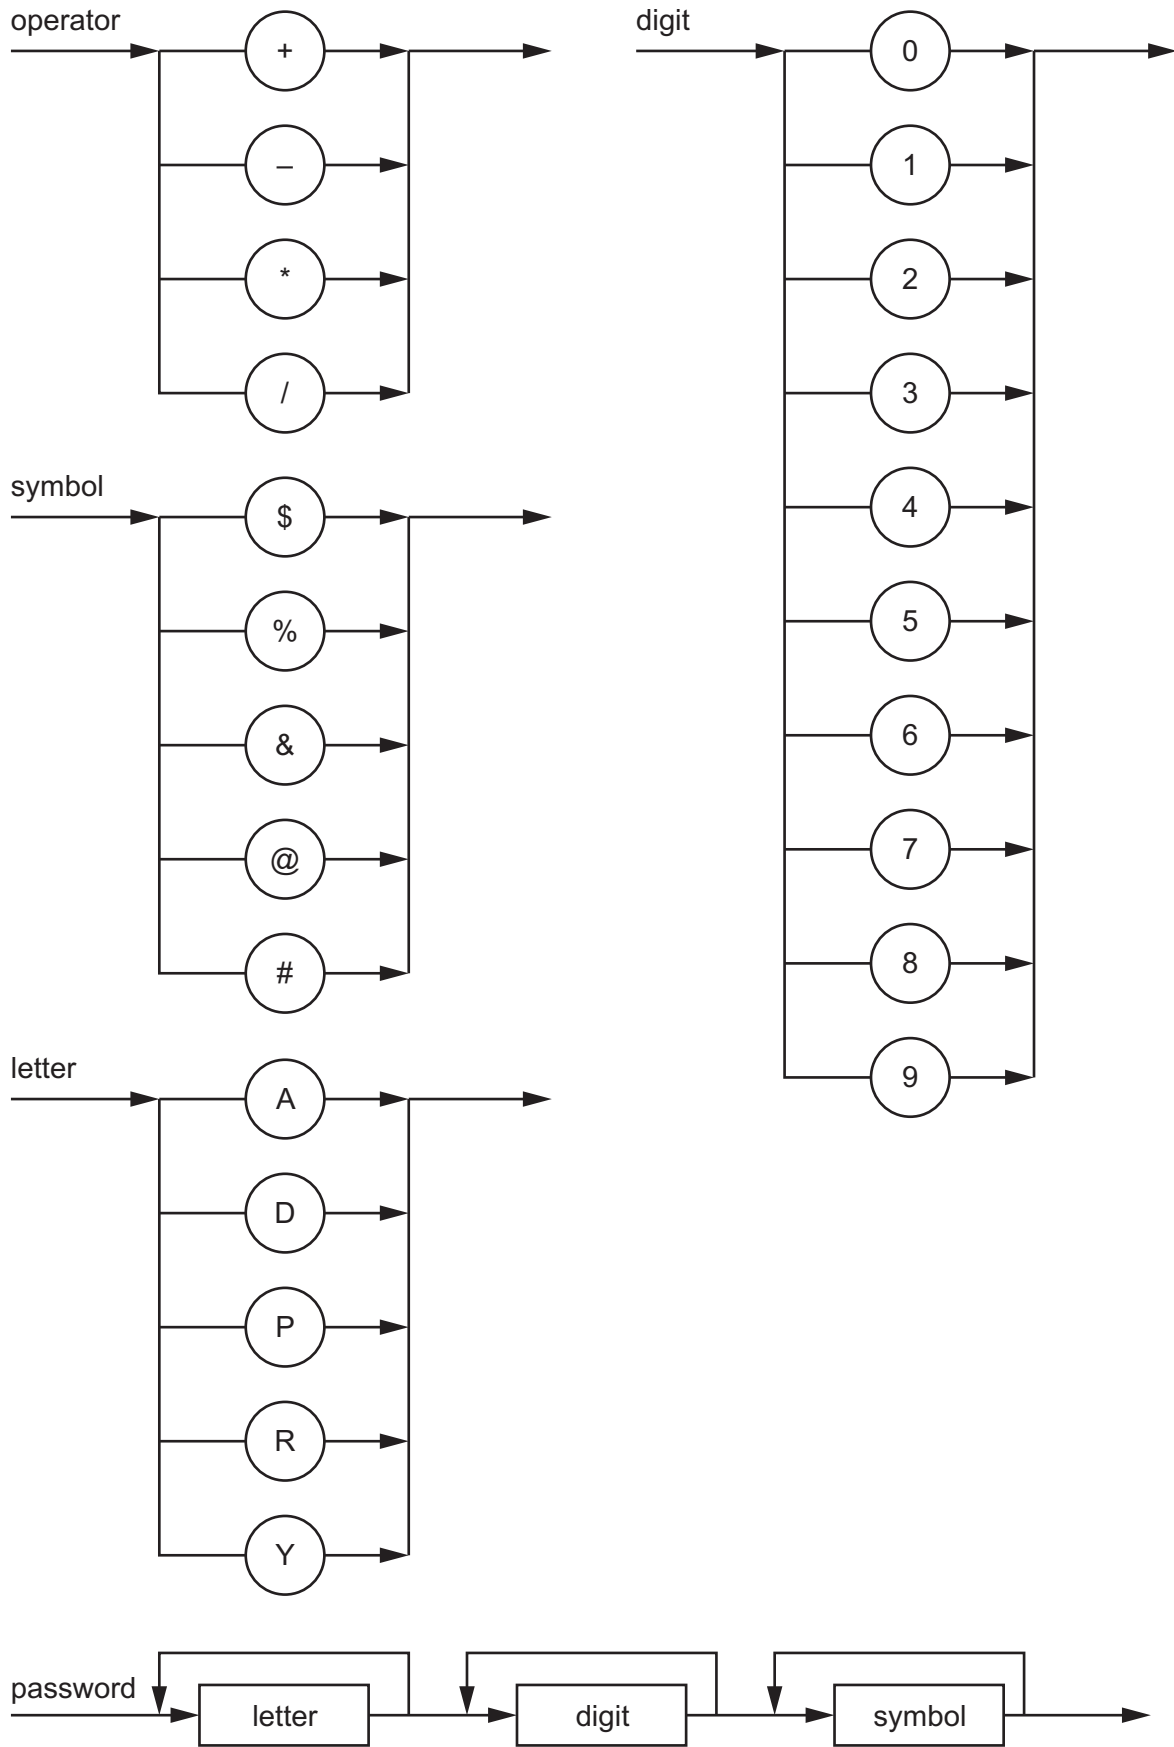 operator
+
–
*
/
symbol
$
%
&
@
#
letter
A
D
P
R
Y
digit
0
1
2
3
4
5
6
7
8
9
password
letter
digit
symbol